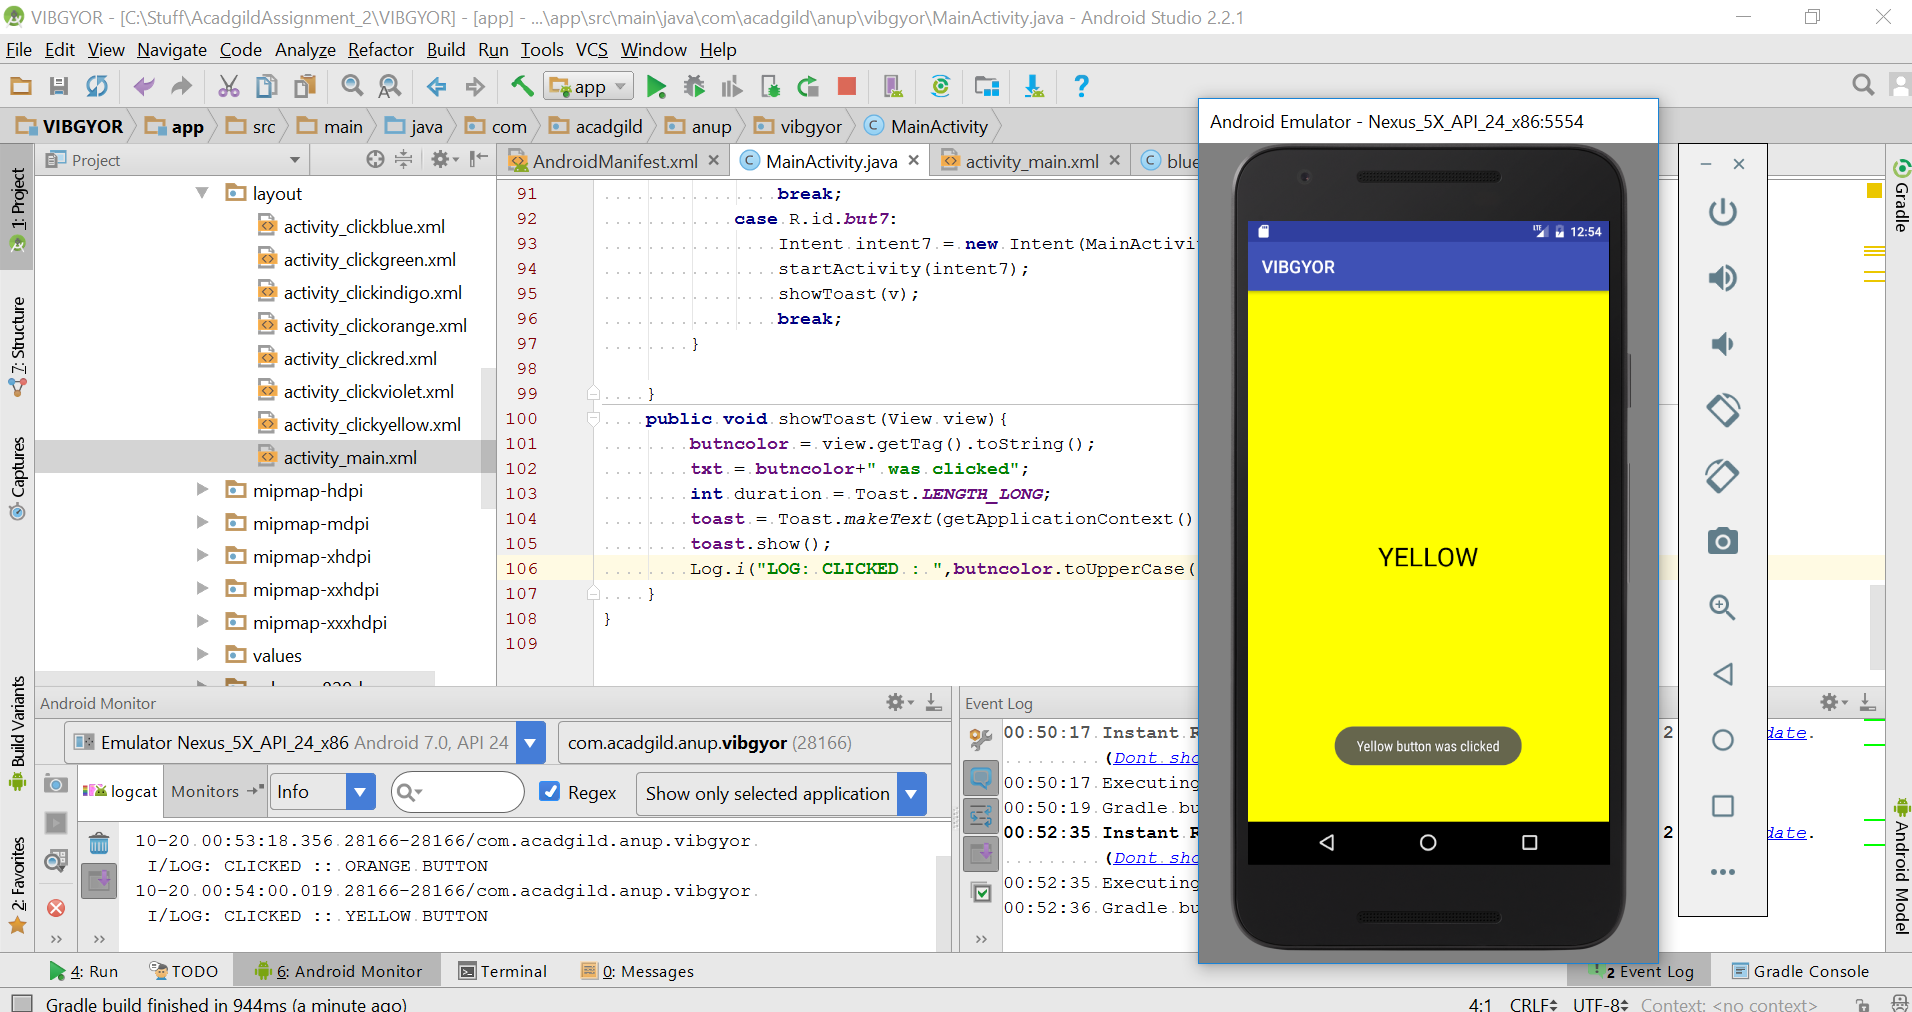 VIBGYOR - [C:\Stuff\AcadgildAssignment_2\VIBGYOR] - [app] - ...\app\src\main\java\com\acadgild\anup\vibgyor\MainActivity.java - Android Studio 2.2.1
File Edit View Navigate Code Analyze Refactor Build Run Tools VCS Window Help
app
VIBGYOR app src main java com acadgild anup vibgyor MainActivity
Project
AndroidManifest.xml MainActivity.java activity_main.xml blue
1: Project
7: Structure
Captures
Build Variants
2: Favorites
layout
activity_clickblue.xml
activity_clickgreen.xml
activity_clickindigo.xml
activity_clickorange.xml
activity_clickred.xml
activity_clickviolet.xml
activity_clickyellow.xml
activity_main.xml
mipmap-hdpi
mipmap-mdpi
mipmap-xhdpi
mipmap-xxhdpi
mipmap-xxxhdpi
values
91 break;
92 case R.id.but7:
93 Intent intent7 = new Intent(MainActivi
94 startActivity(intent7);
95 showToast(v);
96 break;
97 }
98
99 }
100 public void showToast(View view){
101 butncolor = view.getTag().toString();
102 txt = butncolor+" was clicked";
103 int duration = Toast.LENGTH_LONG;
104 toast = Toast.makeText(getApplicationContext()
105 toast.show();
106 Log.i("LOG: CLICKED : ",butncolor.toUpperCase(
107 }
108 }
109
Android Emulator - Nexus_5X_API_24_x86:5554
LTE 12:54
VIBGYOR
YELLOW
Yellow button was clicked
Gradle
Android Model
Android Monitor
Emulator Nexus_5X_API_24_x86 Android 7.0, API 24
com.acadgild.anup.vibgyor (28166)
logcat Monitors Info Regex Show only selected application
10-20 00:53:18.356 28166-28166/com.acadgild.anup.vibgyor
I/LOG: CLICKED :: ORANGE BUTTON
10-20 00:54:00.019 28166-28166/com.acadgild.anup.vibgyor
I/LOG: CLICKED :: YELLOW BUTTON
Event Log
00:50:17 Instant R 2 date.
(Dont sho
00:50:17 Executing
00:50:19 Gradle bu
00:52:35 Instant R 2 date.
(Dont sho
00:52:35 Executing
00:52:36 Gradle bu
4: Run TODO 6: Android Monitor Terminal 0: Messages 2 Event Log Gradle Console
Gradle build finished in 944ms (a minute ago) 4:1 CRLF UTF-8 Context: <no context>